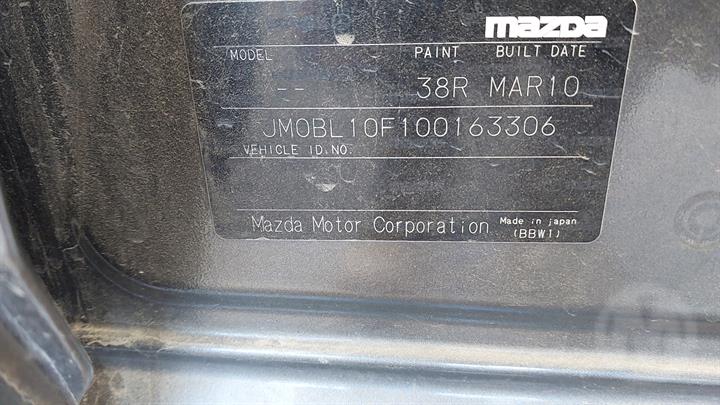 mazda
MODEL PAINT BUILT DATE
-- 38R MAR10
JM0BL10F100163306
VEHICLE ID.NO.
Mazda Motor Corporation Made in japan
(BBW1)